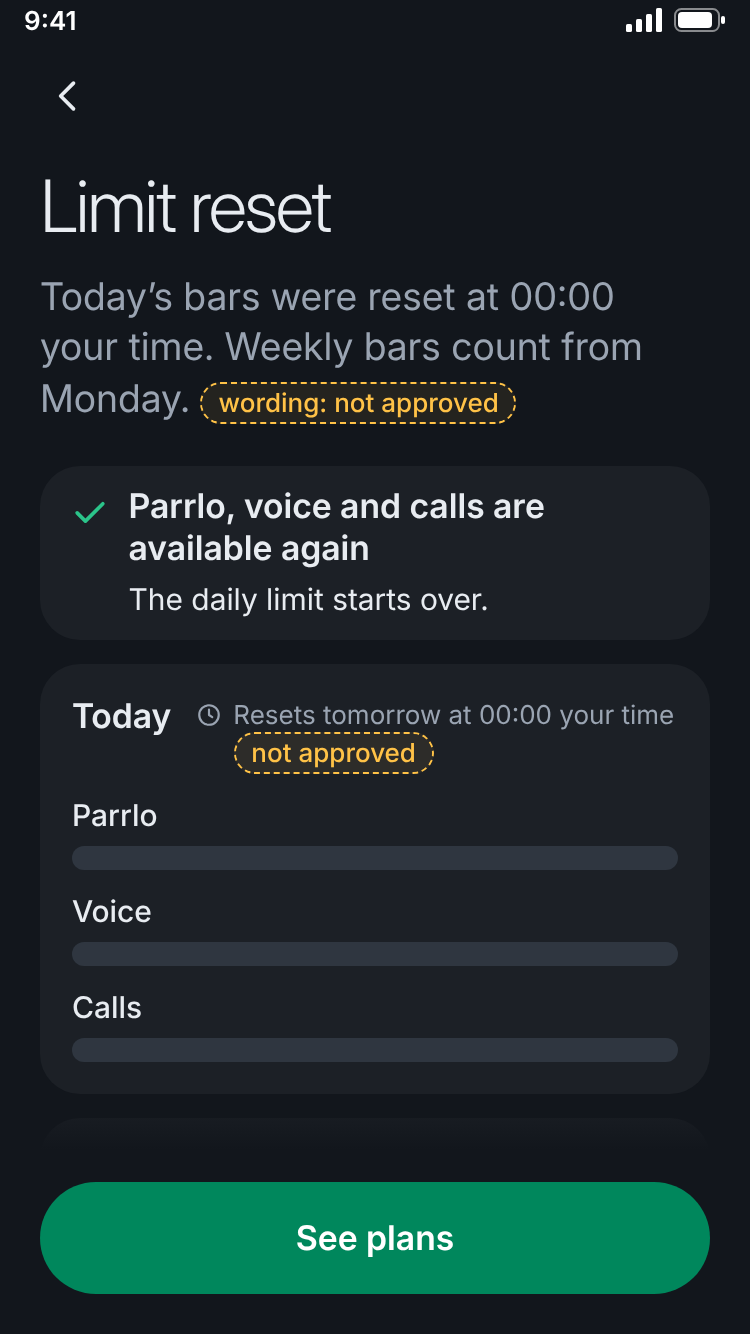 9:41
Limit reset
Today’s bars were reset at 00:00
your time. Weekly bars count from
Monday. wording: not approved
Parrlo, voice and calls are
available again
The daily limit starts over.
Today Resets tomorrow at 00:00 your time
not approved
Parrlo
Voice
Calls
See plans